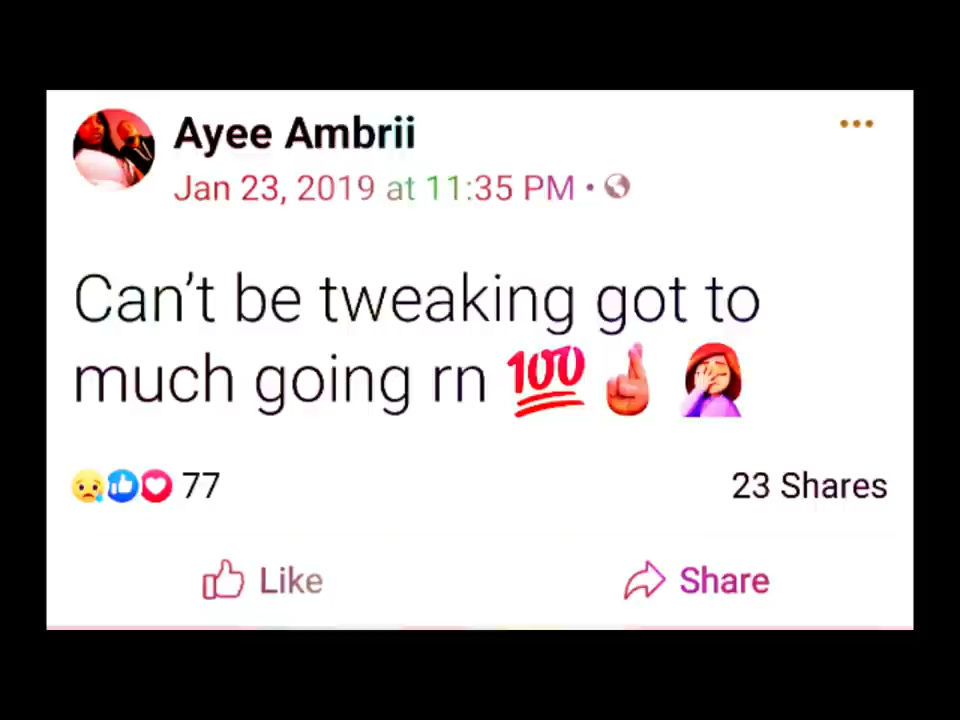 Ayee Ambrii
Jan 23, 2019 at 11:35 PM •
Can't be tweaking got to
much going rn 💯🤞🤦‍♀️
77
23 Shares
Like
Share